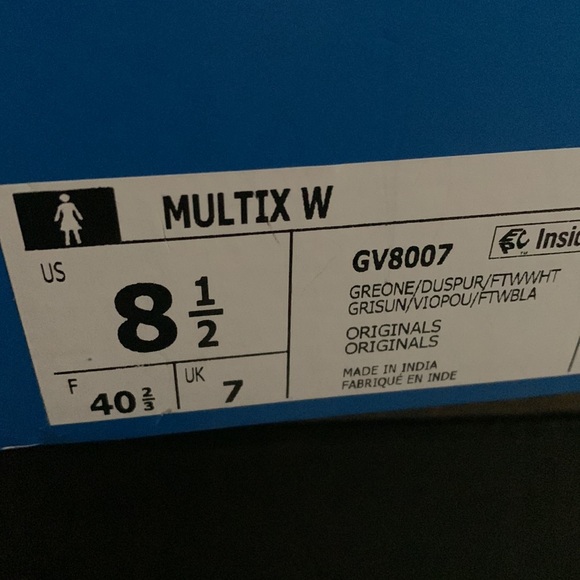 MULTIX W
US
8 1/2
F
40 2/3
UK
7
GV8007
GREONE/DUSPUR/FTWWHT
GRISUN/VIOPOU/FTWBLA
ORIGINALS
ORIGINALS
MADE IN INDIA
FABRIQUÉ EN INDE